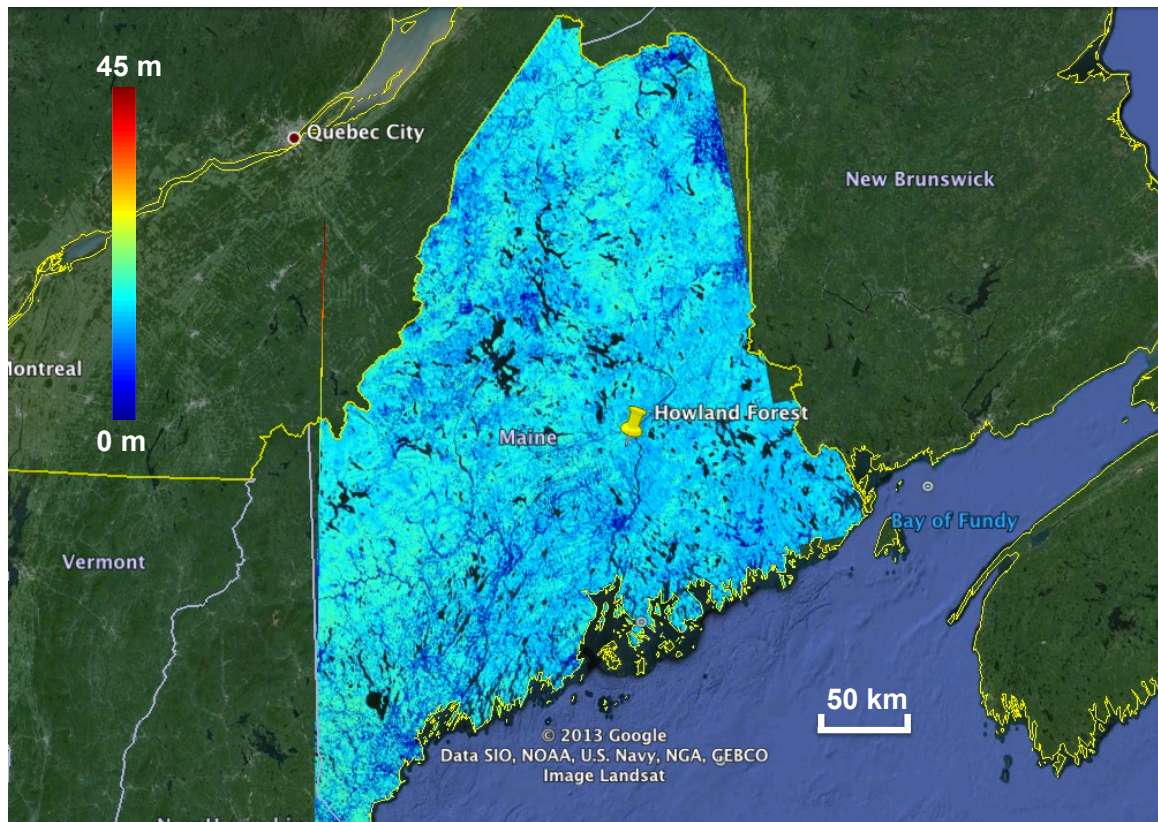 45 m
Quebec City
New Brunswick
Montreal
0 m
Howland Forest
Maine
Bay of Fundy
Vermont
50 km
© 2013 Google
Data SIO, NOAA, U.S. Navy, NGA, GEBCO
Image Landsat